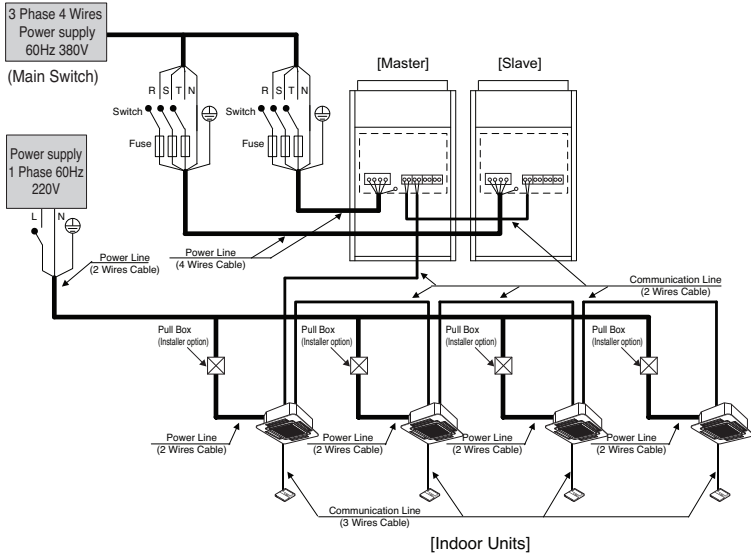 3 Phase 4 Wires
Power supply
60Hz 380V
(Main Switch)
[Master]
[Slave]
R S T N
R S T N
Switch
Switch
Fuse
Fuse
Power supply
1 Phase 60Hz
220V
L N
Power Line
(2 Wires Cable)
Power Line
(4 Wires Cable)
Communication Line
(2 Wires Cable)
Pull Box
(Installer option)
Pull Box
(Installer option)
Pull Box
(Installer option)
Pull Box
(Installer option)
Power Line
(2 Wires Cable)
Power Line
(2 Wires Cable)
Power Line
(2 Wires Cable)
Power Line
(2 Wires Cable)
Communication Line
(3 Wires Cable)
[Indoor Units]